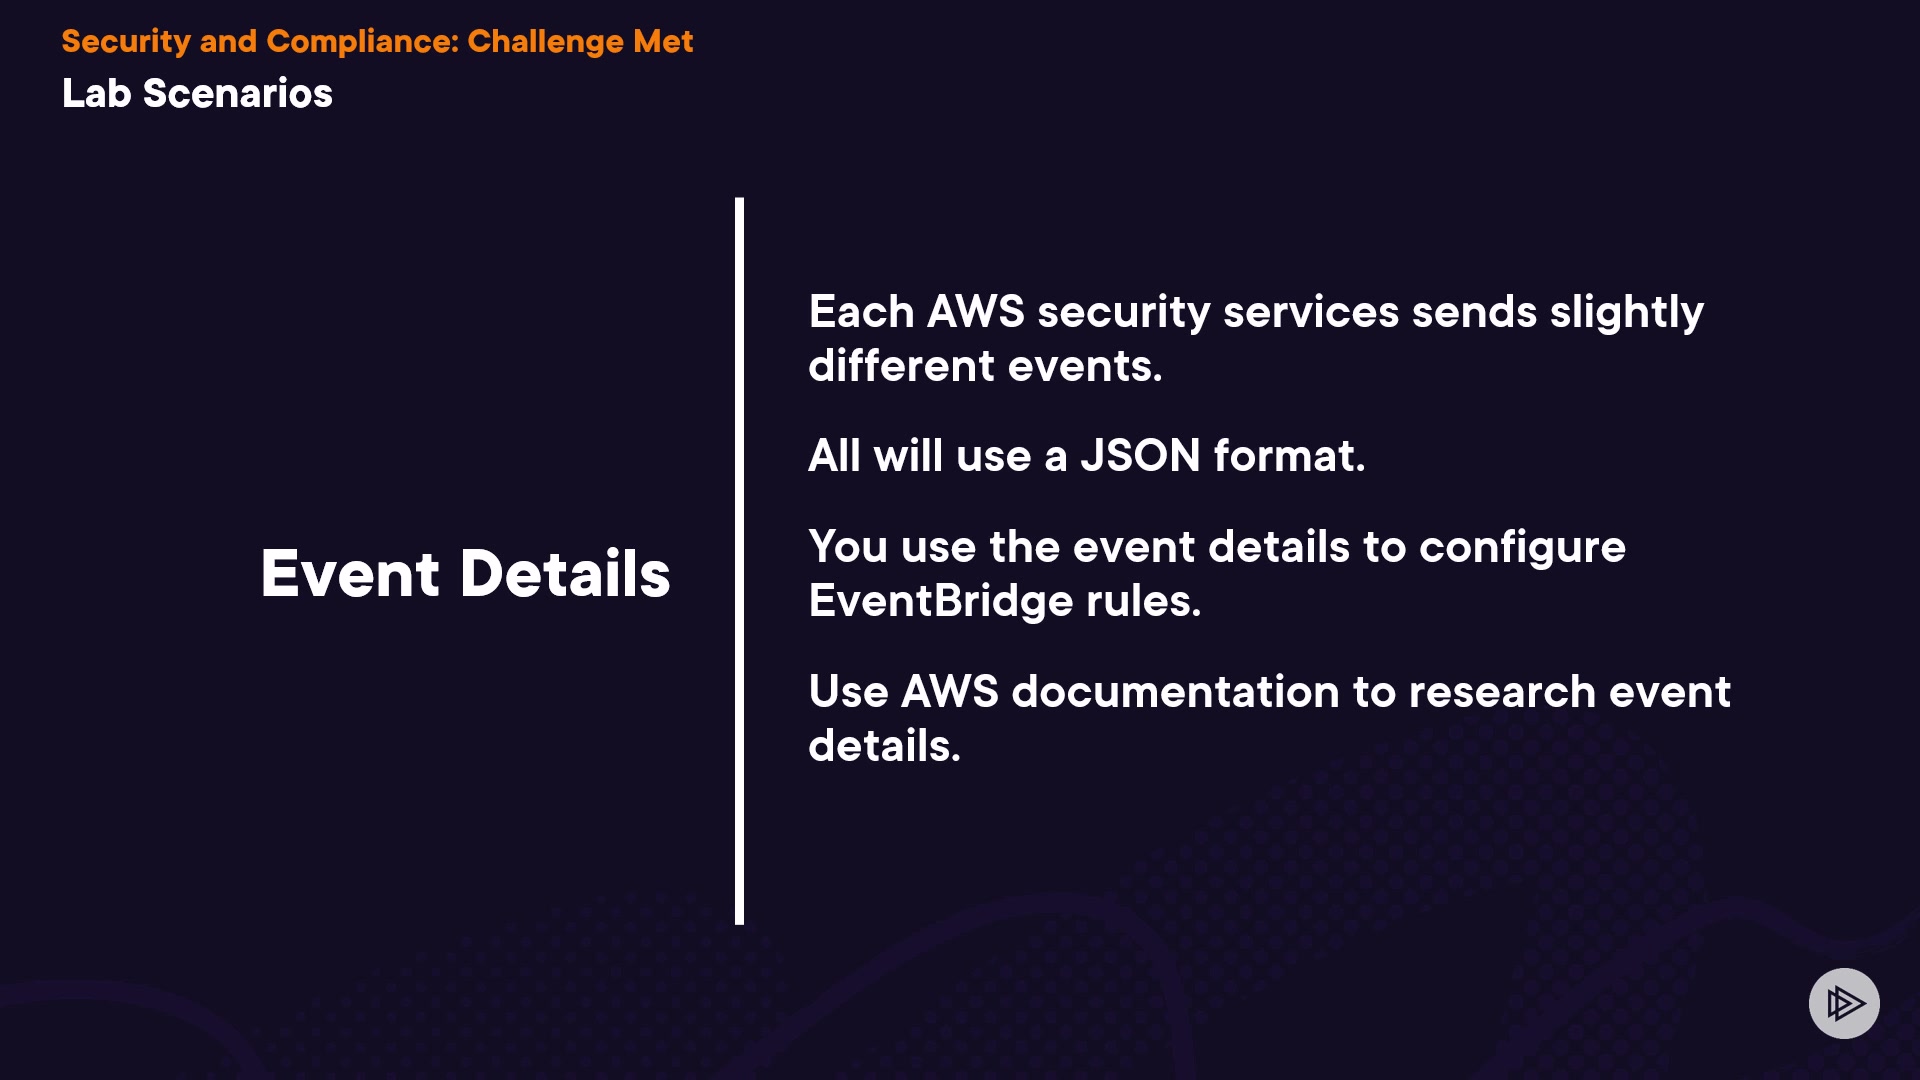 Security and Compliance: Challenge Met
Lab Scenarios
Event Details
Each AWS security services sends slightly
different events.
All will use a JSON format.
You use the event details to configure
EventBridge rules.
Use AWS documentation to research event
details.